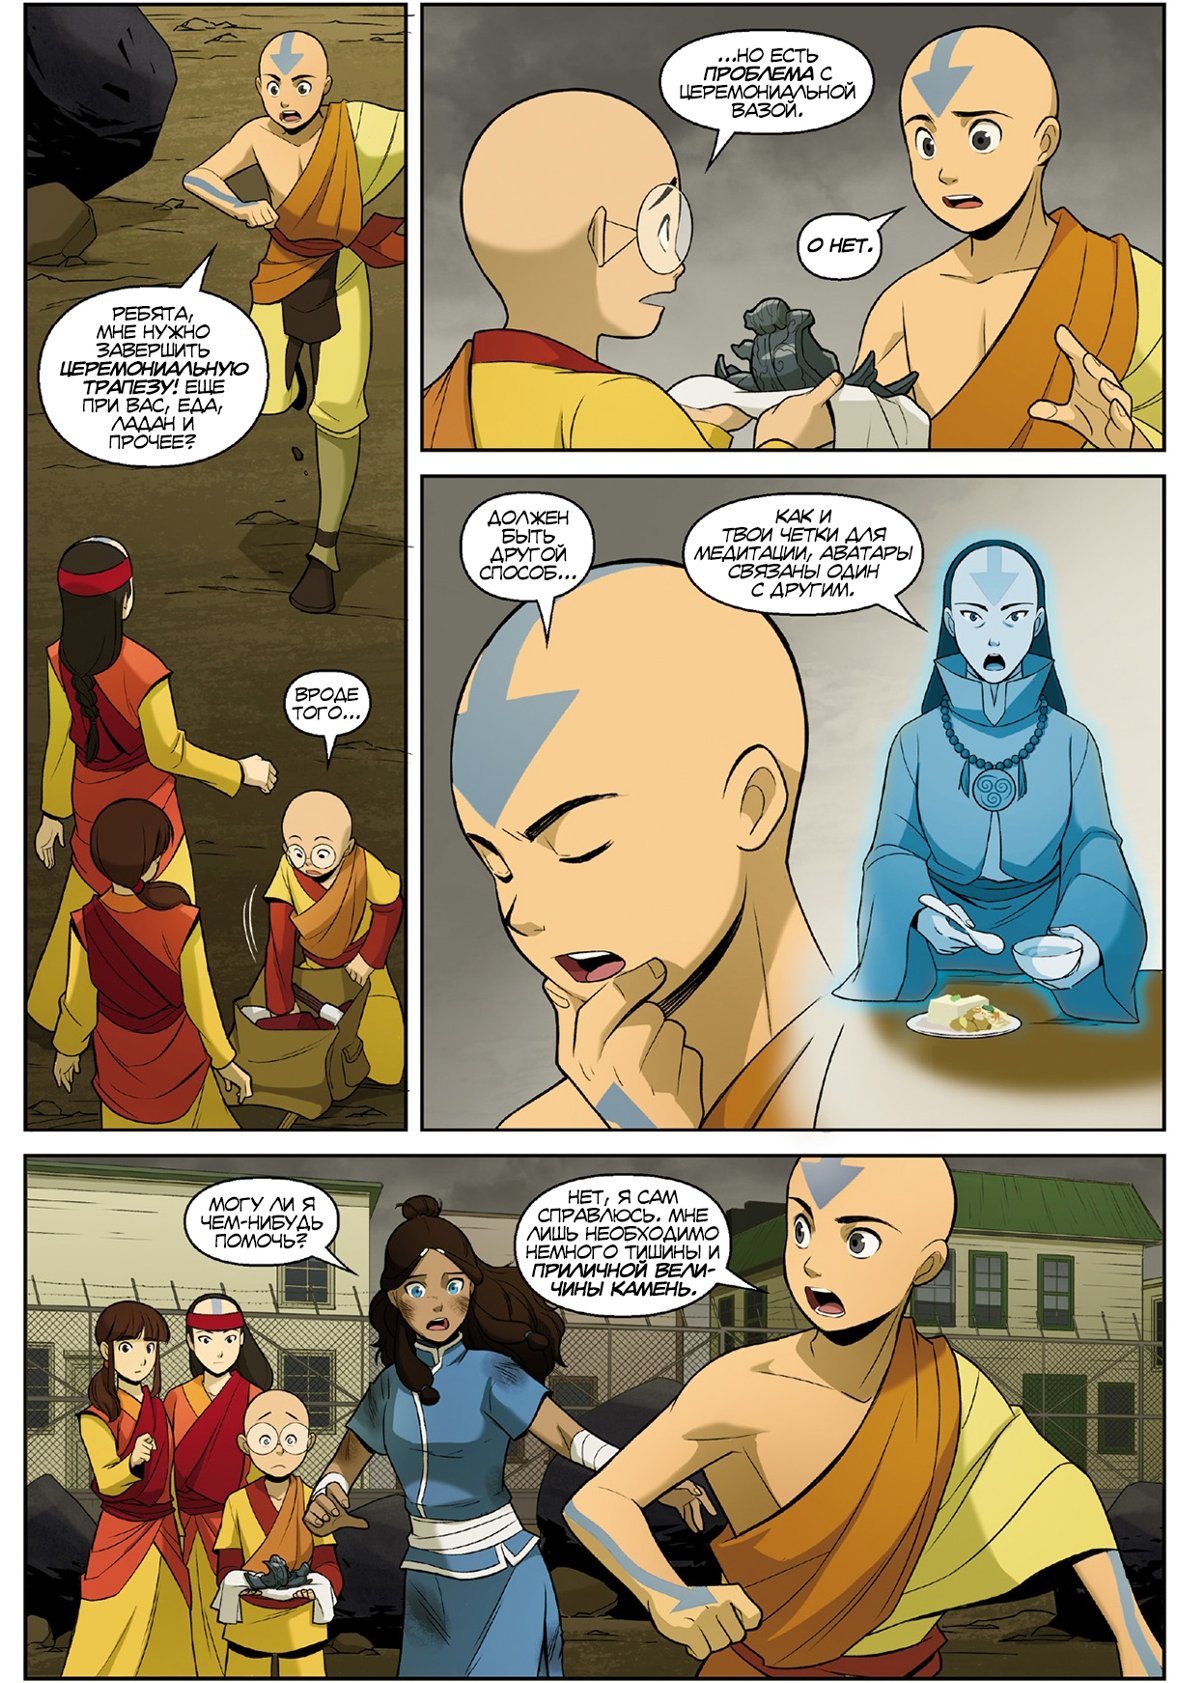 РЕБЯТА,
МНЕ НУЖНО
ЗАВЕРШИТЬ
ЦЕРЕМОНИАЛЬНУЮ
ТРАПЕЗУ! ЕЩЕ
ПРИ ВАС, ЕДА,
ЛАДАН И
ПРОЧЕЕ?
ВРОДЕ
ТОГО...
...НО ЕСТЬ
ПРОБЛЕМА С
ЦЕРЕМОНИАЛЬНОЙ
ВАЗОЙ.
О НЕТ.
ДОЛЖЕН
БЫТЬ
ДРУГОЙ
СПОСОБ...
КАК И
ТВОИ ЧЕТКИ ДЛЯ
МЕДИТАЦИИ, АВАТАРЫ
СВЯЗАНЫ ОДИН
С ДРУГИМ.
МОГУ ЛИ Я
ЧЕМ-НИБУДЬ
ПОМОЧЬ?
НЕТ, Я САМ
СПРАВЛЮСЬ. МНЕ
ЛИШЬ НЕОБХОДИМО
НЕМНОГО ТИШИНЫ И
ПРИЛИЧНОЙ ВЕЛИ-
ЧИНЫ КАМЕНЬ.